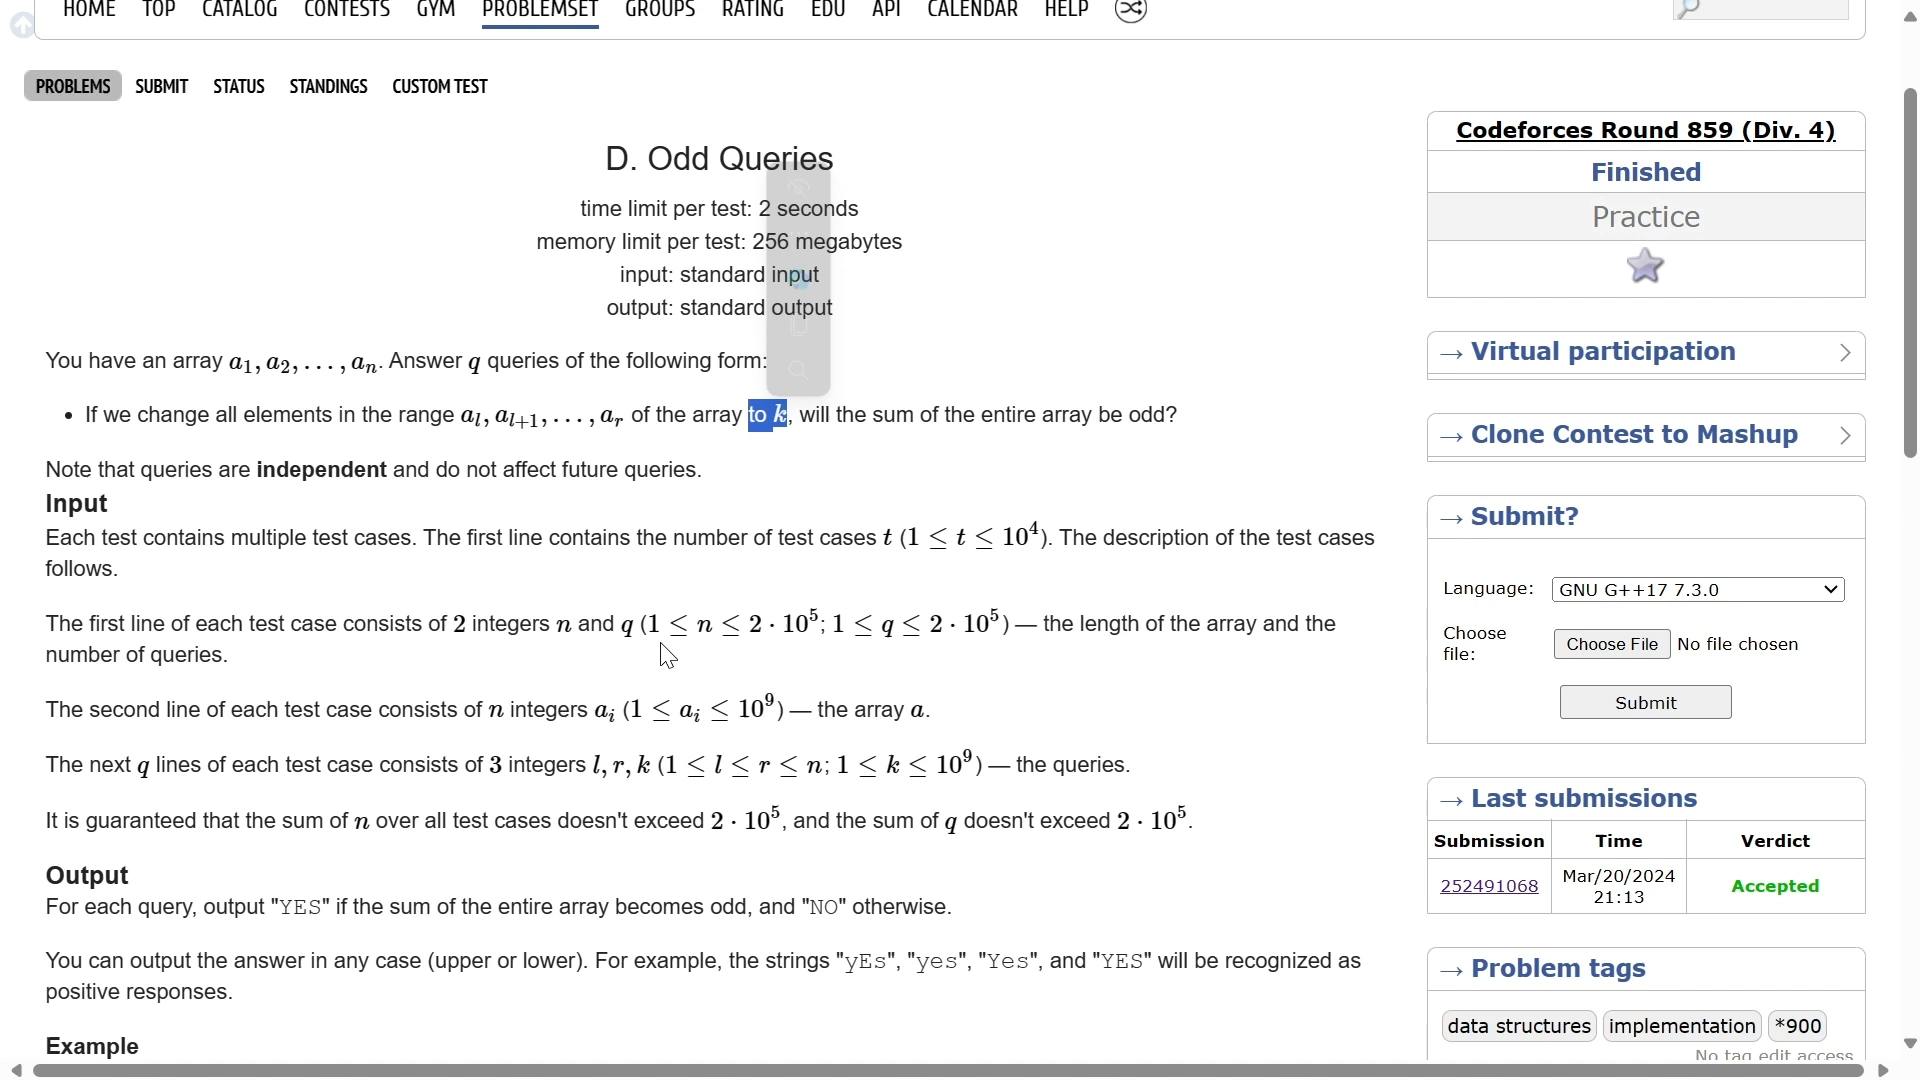 HOME TOP CATALOG CONTESTS GYM PROBLEMSET GROUPS RATING EDU API CALENDAR HELP
PROBLEMS SUBMIT STATUS STANDINGS CUSTOM TEST
D. Odd Queries
time limit per test: 2 seconds
memory limit per test: 256 megabytes
input: standard input
output: standard output
You have an array a₁, a₂, …, aₙ. Answer q queries of the following form:
• If we change all elements in the range aₗ, aₗ₊₁, …, aᵣ of the array to k, will the sum of the entire array be odd?
Note that queries are independent and do not affect future queries.
Input
Each test contains multiple test cases. The first line contains the number of test cases t (1 ≤ t ≤ 10⁴). The description of the test cases
follows.
The first line of each test case consists of 2 integers n and q (1 ≤ n ≤ 2 · 10⁵; 1 ≤ q ≤ 2 · 10⁵) — the length of the array and the
number of queries.
The second line of each test case consists of n integers aᵢ (1 ≤ aᵢ ≤ 10⁹) — the array a.
The next q lines of each test case consists of 3 integers l, r, k (1 ≤ l ≤ r ≤ n; 1 ≤ k ≤ 10⁹) — the queries.
It is guaranteed that the sum of n over all test cases doesn't exceed 2 · 10⁵, and the sum of q doesn't exceed 2 · 10⁵.
Output
For each query, output "YES" if the sum of the entire array becomes odd, and "NO" otherwise.
You can output the answer in any case (upper or lower). For example, the strings "yEs", "yes", "Yes", and "YES" will be recognized as
positive responses.
Example
Codeforces Round 859 (Div. 4)
Finished
Practice
→ Virtual participation
→ Clone Contest to Mashup
→ Submit?
Language: GNU G++17 7.3.0
Choose
file: Choose File No file chosen
Submit
→ Last submissions
Submission Time Verdict
252491068 Mar/20/2024
21:13 Accepted
→ Problem tags
data structures implementation *900
No tag edit access